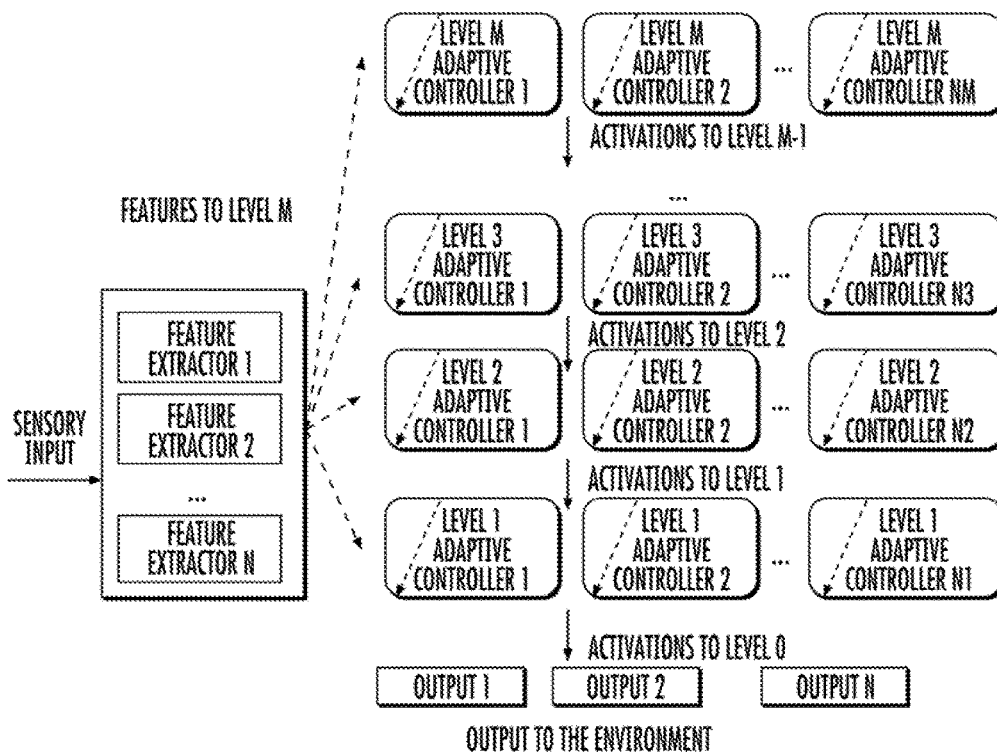 LEVEL M
ADAPTIVE
CONTROLLER 1
LEVEL M
ADAPTIVE
CONTROLLER 2
...
LEVEL M
ADAPTIVE
CONTROLLER NM
ACTIVATIONS TO LEVEL M-1
FEATURES TO LEVEL M
...
LEVEL 3
ADAPTIVE
CONTROLLER 1
LEVEL 3
ADAPTIVE
CONTROLLER 2
...
LEVEL 3
ADAPTIVE
CONTROLLER N3
ACTIVATIONS TO LEVEL 2
SENSORY
INPUT
FEATURE
EXTRACTOR 1
FEATURE
EXTRACTOR 2
...
FEATURE
EXTRACTOR N
LEVEL 2
ADAPTIVE
CONTROLLER 1
LEVEL 2
ADAPTIVE
CONTROLLER 2
...
LEVEL 2
ADAPTIVE
CONTROLLER N2
ACTIVATIONS TO LEVEL 1
LEVEL 1
ADAPTIVE
CONTROLLER 1
LEVEL 1
ADAPTIVE
CONTROLLER 2
...
LEVEL 1
ADAPTIVE
CONTROLLER N1
ACTIVATIONS TO LEVEL 0
OUTPUT 1
OUTPUT 2
OUTPUT N
OUTPUT TO THE ENVIRONMENT